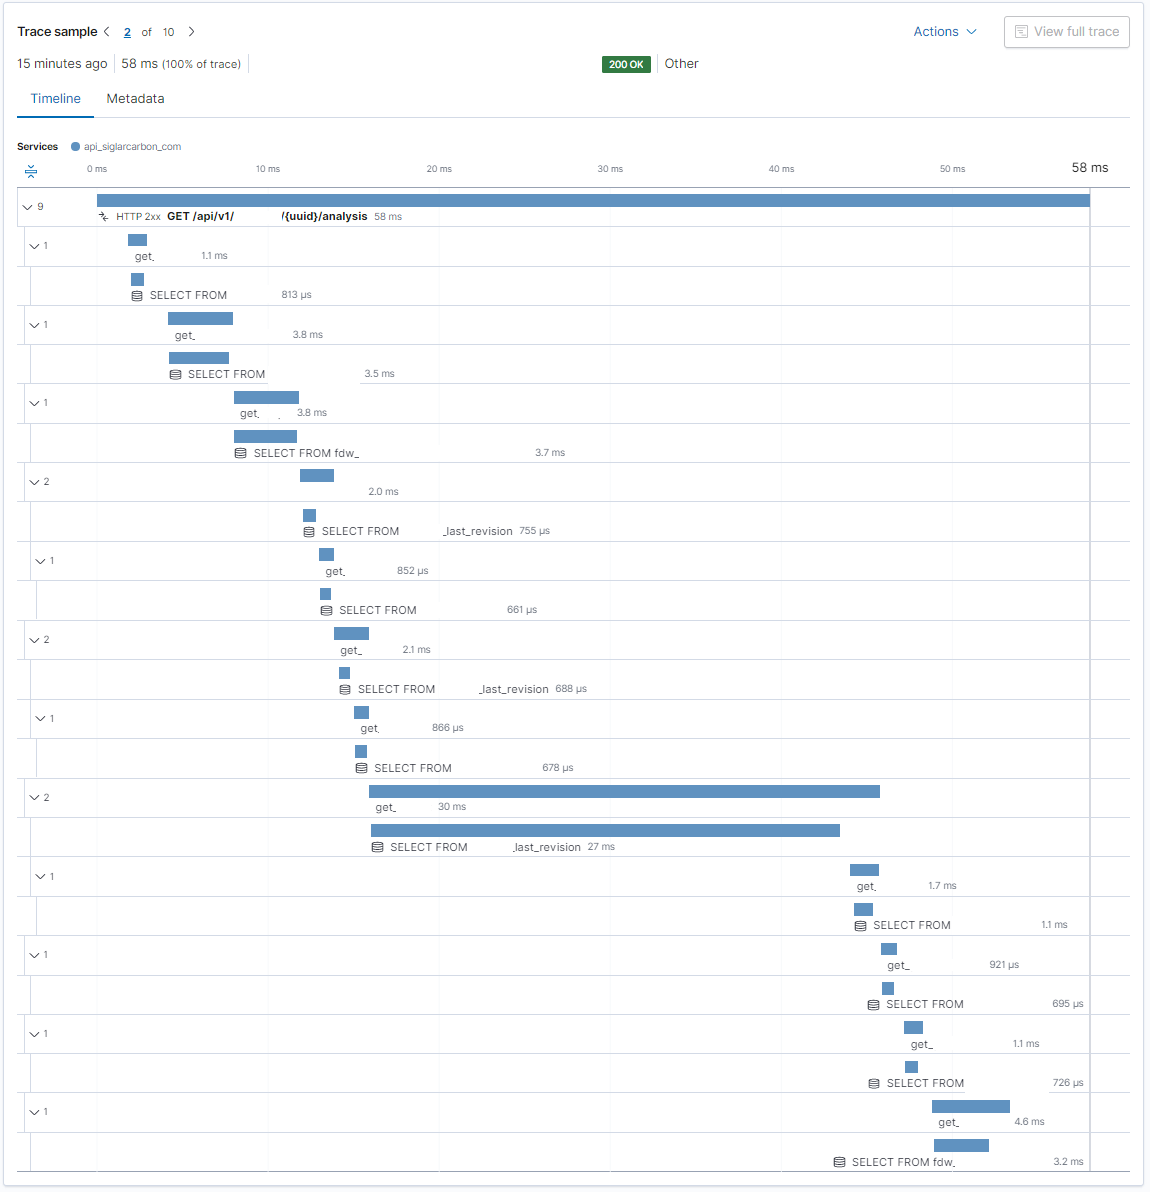 Trace sample 2 of 10 Actions View full trace
15 minutes ago 58 ms (100% of trace) 200 OK Other
Timeline Metadata
Services api_siglarcarbon_com
0 ms 10 ms 20 ms 30 ms 40 ms 50 ms 58 ms
9
HTTP 2xx GET /api/v1/ /{uuid}/analysis 58 ms
1
get. 1.1 ms
SELECT FROM 813 µs
1
get_ 3.8 ms
SELECT FROM 3.5 ms
1
get. . 3.8 ms
SELECT FROM fdw_ 3.7 ms
2
2.0 ms
SELECT FROM _last_revision 755 µs
1
get. 852 µs
SELECT FROM 661 µs
2
get_ 2.1 ms
SELECT FROM _last_revision 688 µs
1
get. 866 µs
SELECT FROM 678 µs
2
get_ 30 ms
SELECT FROM _last_revision 27 ms
1
get. 1.7 ms
SELECT FROM 1.1 ms
1
get_ 921 µs
SELECT FROM 695 µs
1
get_ 1.1 ms
SELECT FROM 726 µs
1
get_ 4.6 ms
SELECT FROM fdw_ 3.2 ms